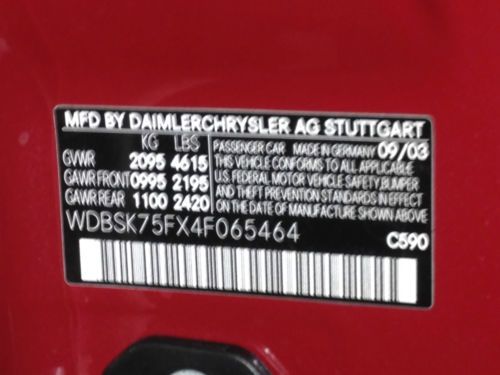 MFD BY DAIMLERCHRYSLER AG STUTTGART
KG LBS
GVWR 2095 4615
GAWR FRONT 0995 2195
GAWR REAR 1100 2420
PASSENGER CAR MADE IN GERMANY 09/03
THIS VEHICLE CONFORMS TO ALL APPLICABLE
U.S. FEDERAL MOTOR VEHICLE SAFETY, BUMPER
AND THEFT PREVENTION STANDARDS IN EFFECT
ON THE DATE OF MANUFACTURE SHOWN ABOVE.
WDBSK75FX4F065464
C590